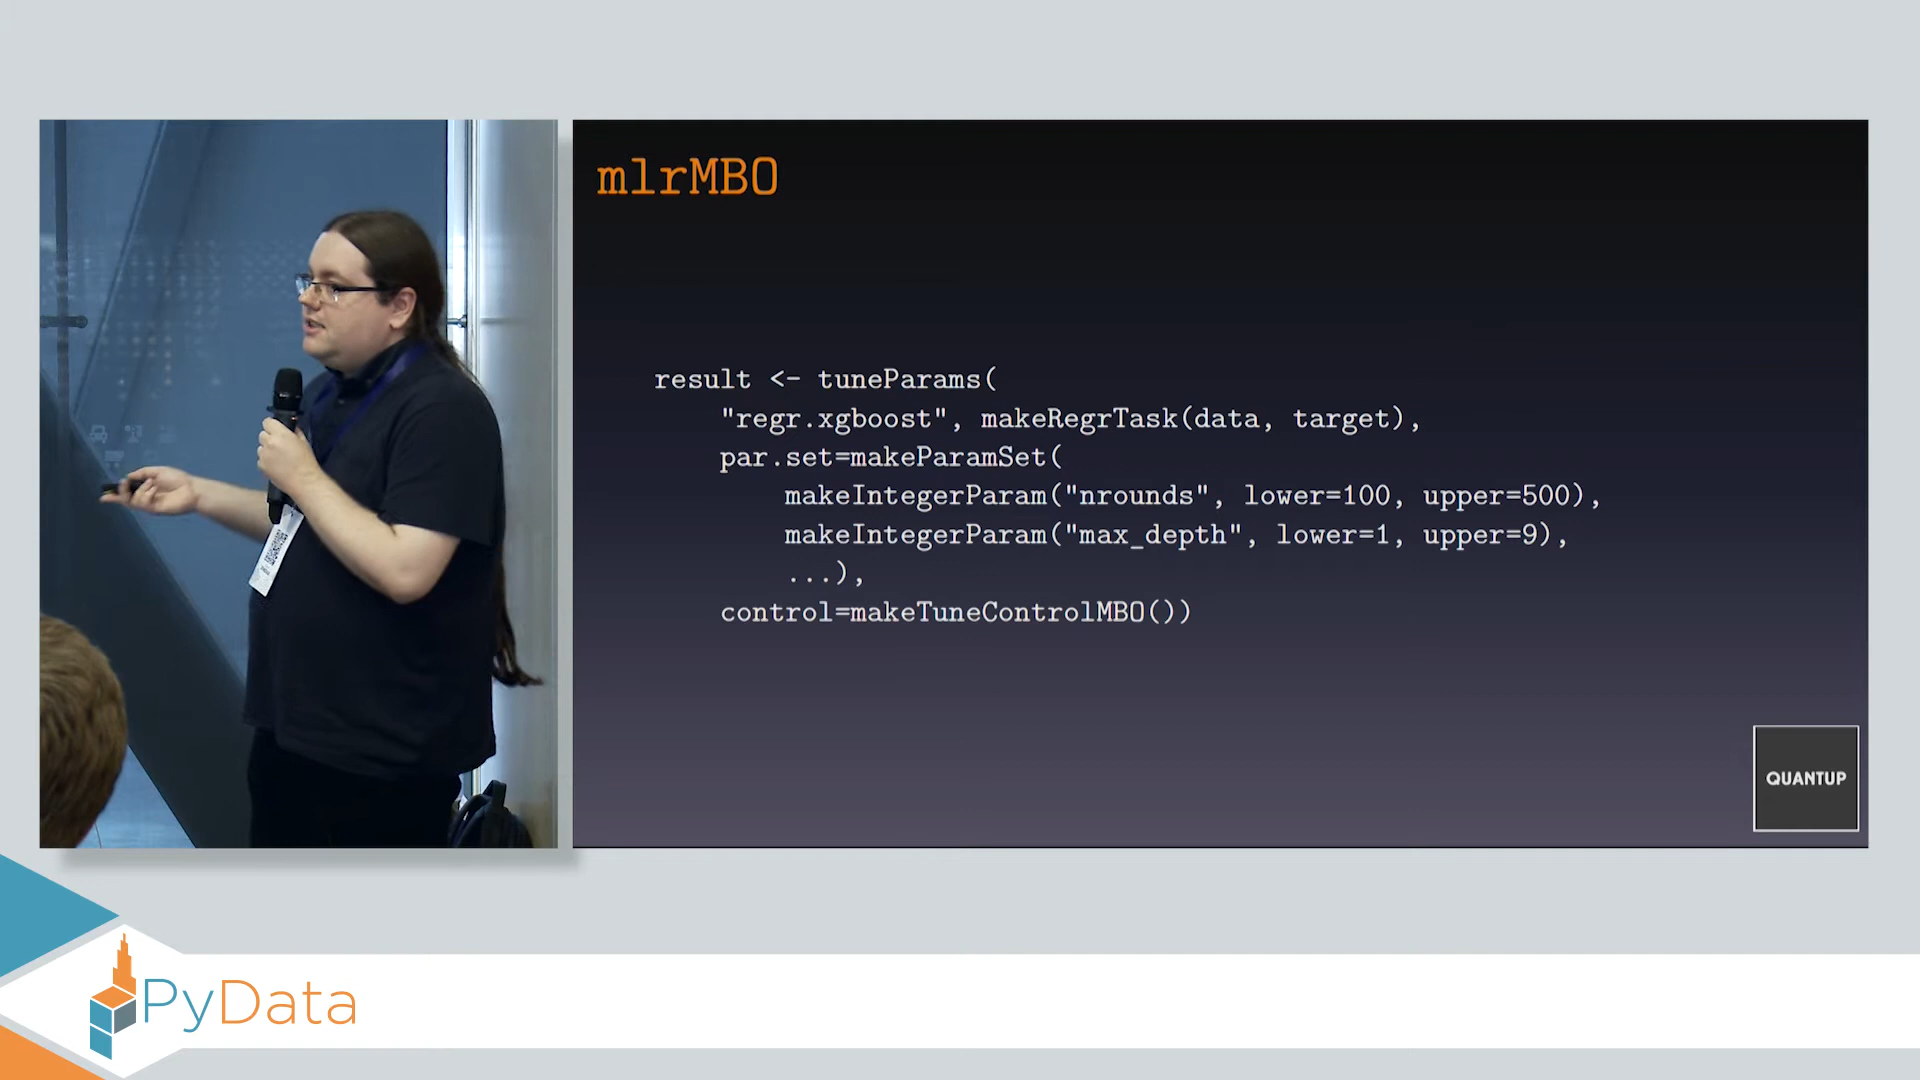 mlrMBO
result <- tuneParams(
"regr.xgboost", makeRegrTask(data, target),
par.set=makeParamSet(
makeIntegerParam("nrounds", lower=100, upper=500),
makeIntegerParam("max_depth", lower=1, upper=9),
...),
control=makeTuneControlMBO())
QUANTUP
PyData